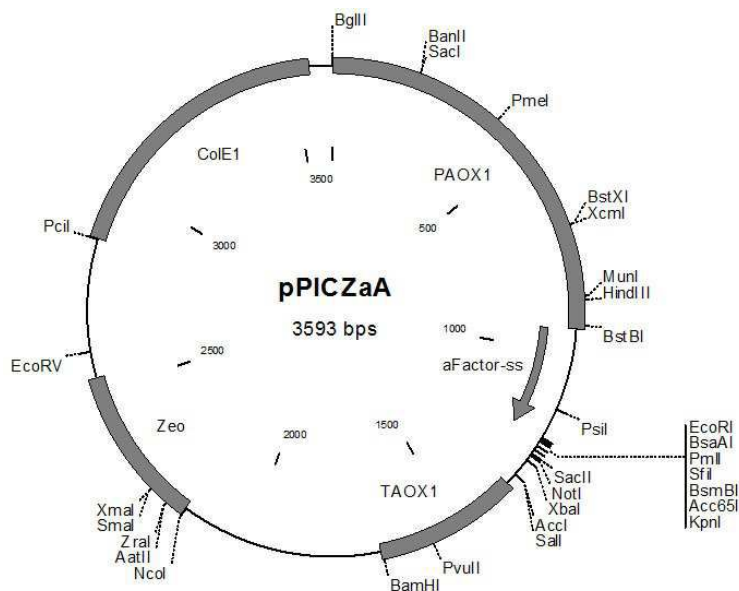 BglII
BanII
SacI
PmeI
ColE1
3500
PAOX1
BstXI
XcmI
500
PciI
3000
pPICZaA
MunI
HindIII
3593 bps
BstBI
1000
EcoRV
2500
aFactor-ss
Zeo
2000
1500
PsiI
EcoRI
BsaAI
PmlI
SfiI
BsmBI
Acc65I
KpnI
TAOX1
SacII
NotI
XbaI
AccI
SalI
XmaI
SmaI
ZraI
AatII
NcoI
PvuII
BamHI